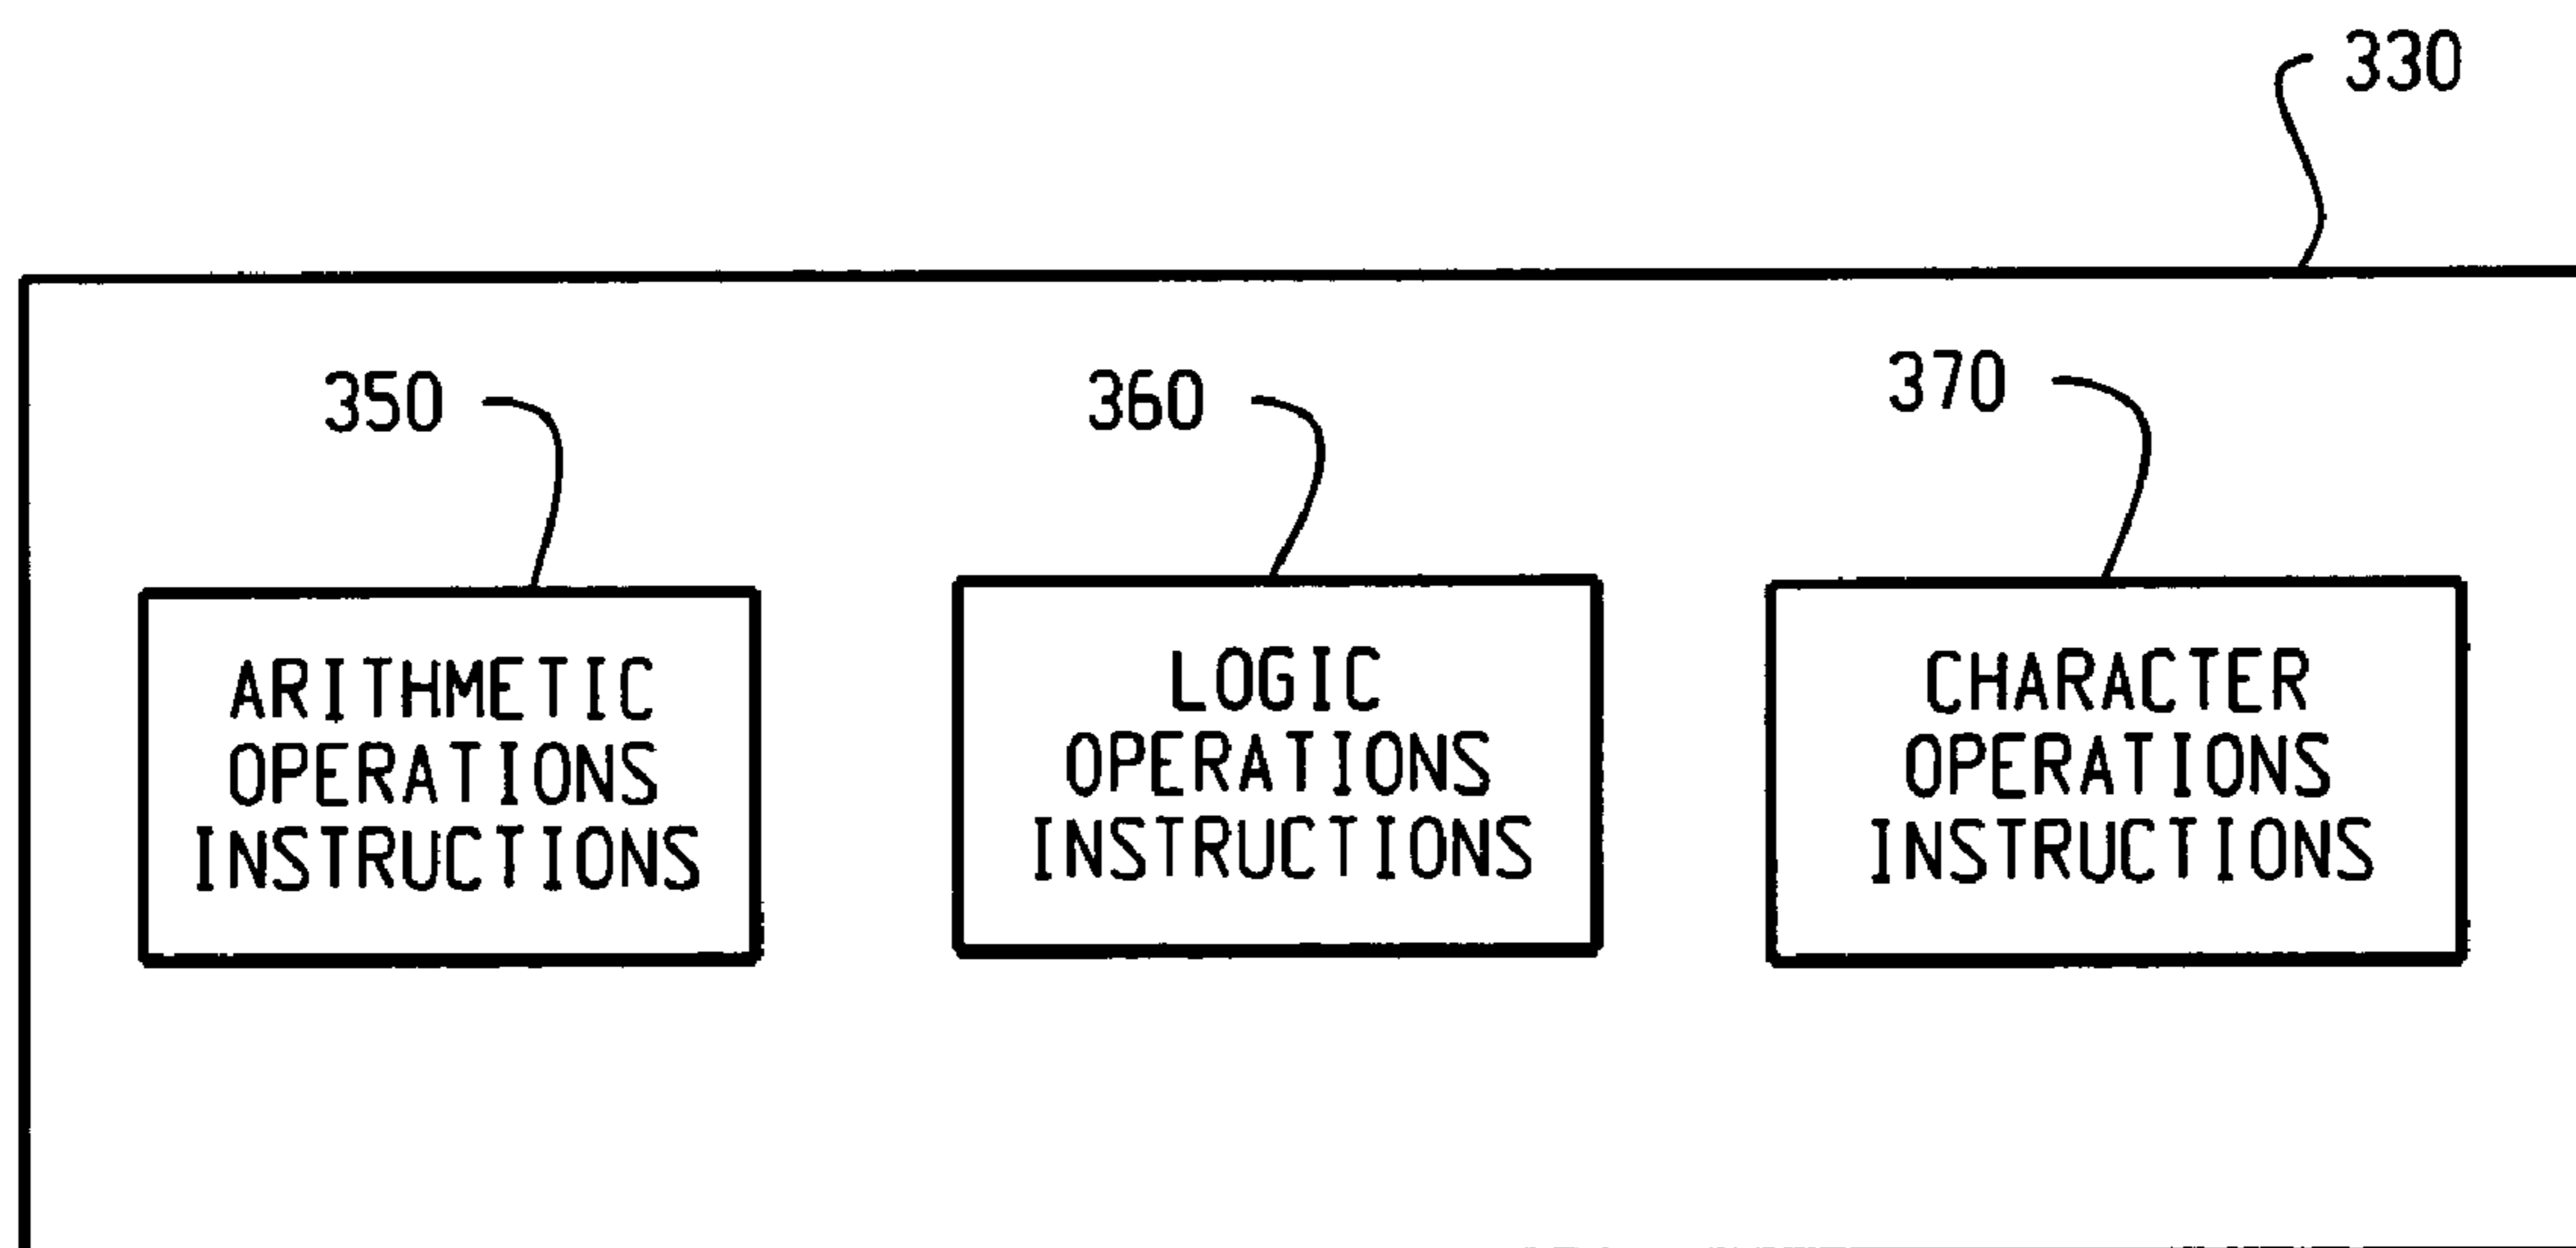 330
350
360
370
ARITHMETIC
OPERATIONS
INSTRUCTIONS
LOGIC
OPERATIONS
INSTRUCTIONS
CHARACTER
OPERATIONS
INSTRUCTIONS